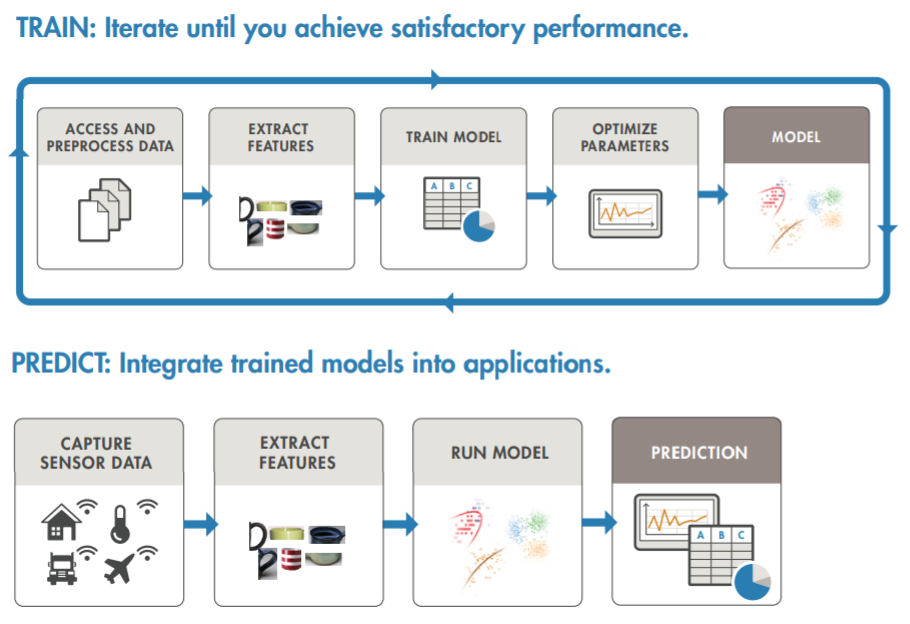 TRAIN: Iterate until you achieve satisfactory performance.
ACCESS AND
PREPROCESS DATA
EXTRACT
FEATURES
TRAIN MODEL
A B C
OPTIMIZE
PARAMETERS
MODEL
PREDICT: Integrate trained models into applications.
CAPTURE
SENSOR DATA
EXTRACT
FEATURES
RUN MODEL
PREDICTION
A B C